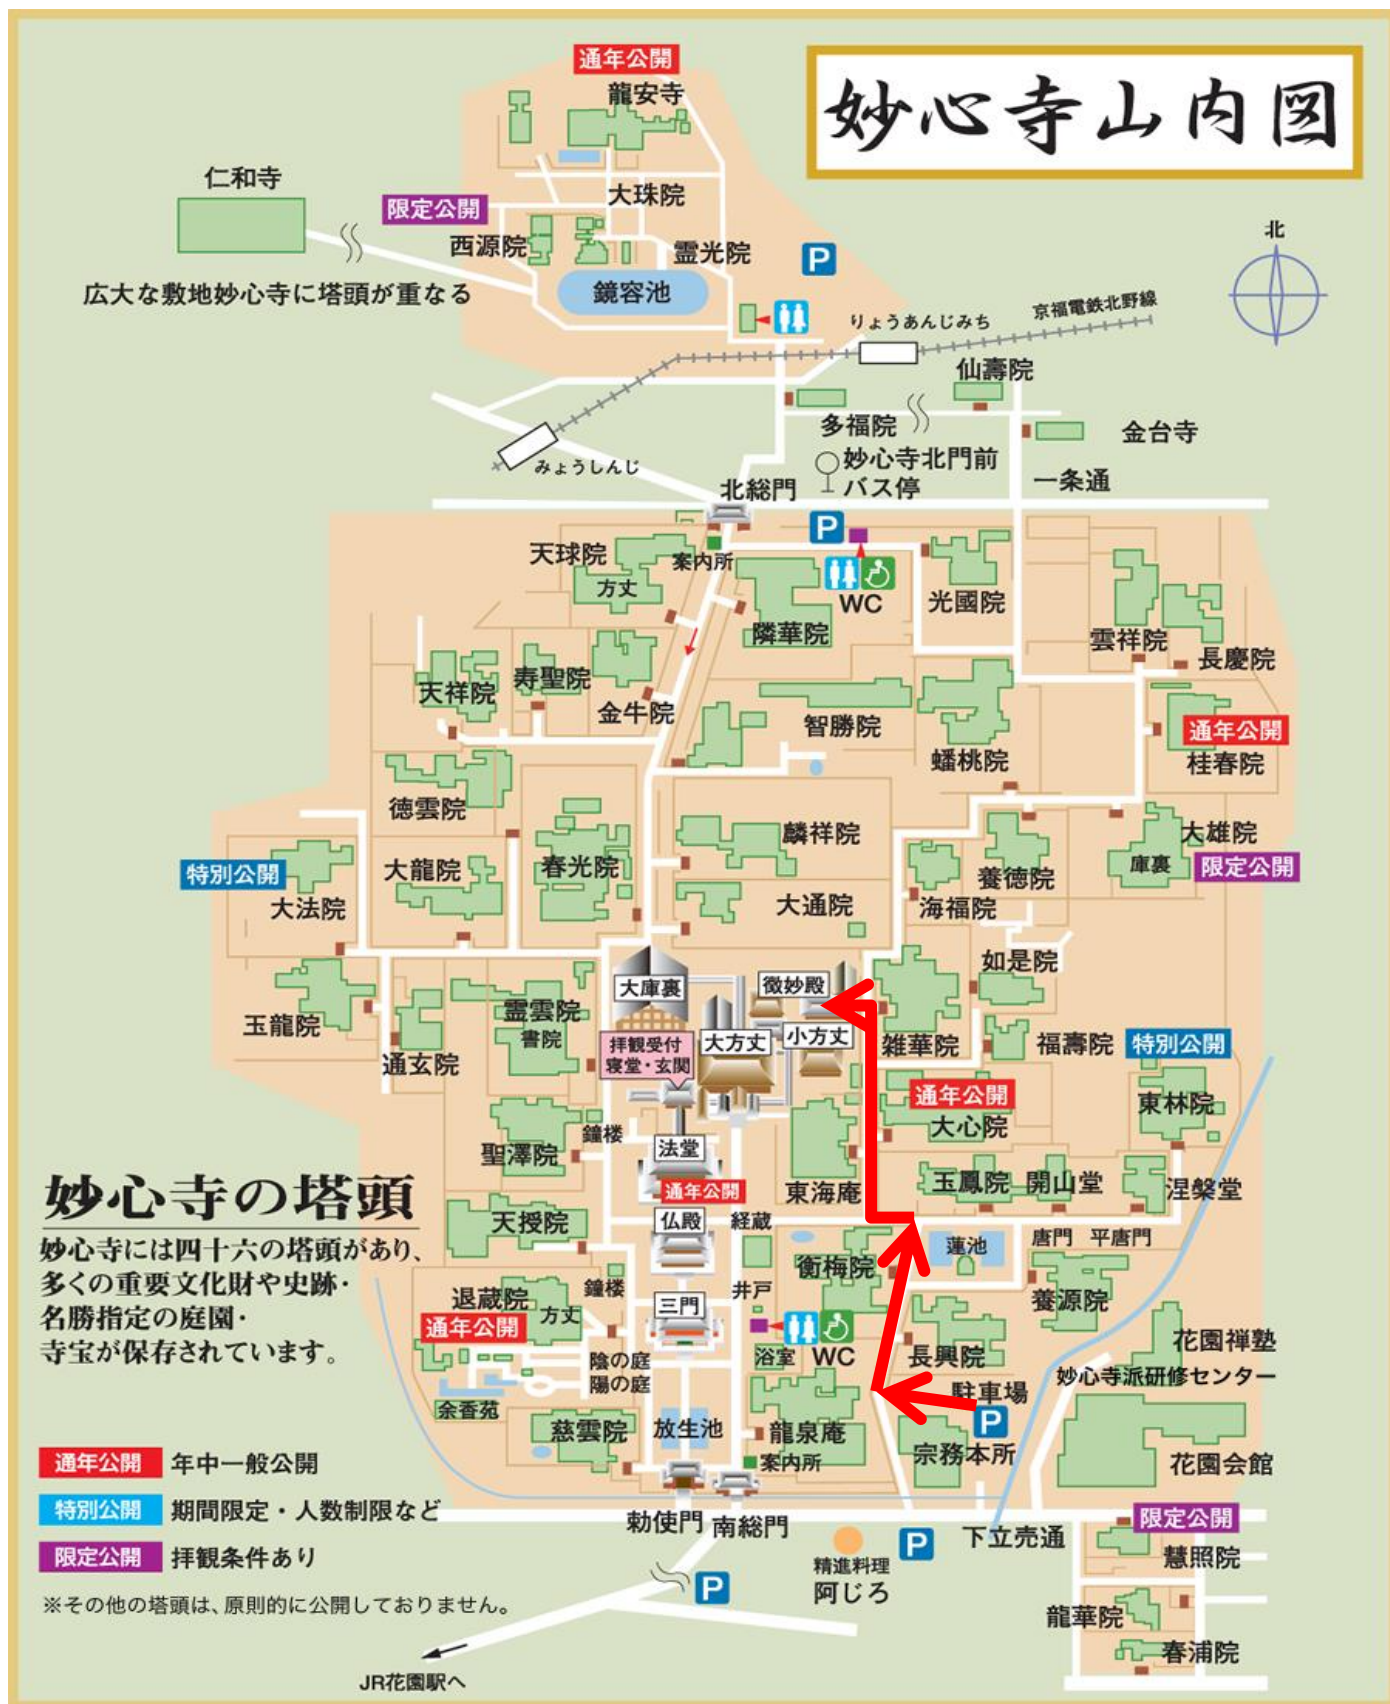 妙心寺山内図
通年公開
龍安寺
仁和寺
限定公開
大珠院
西源院
霊光院
P
北
広大な敷地妙心寺に塔頭が重なる
鏡容池
りょうあんじみち
京福電鉄北野線
仙壽院
多福院
金台寺
みょうしんじ
妙心寺北門前
バス停
一条通
北総門
P
天球院
案内所
方丈
WC
光國院
隣華院
雲祥院
長慶院
天祥院
寿聖院
金牛院
智勝院
蟠桃院
通年公開
桂春院
徳雲院
麟祥院
大雄院
庫裏
限定公開
特別公開
大龍院
春光院
養徳院
大法院
大通院
海福院
如是院
大庫裏
微妙殿
玉龍院
霊雲院
書院
拝観受付
寝堂・玄関
大方丈
小方丈
雑華院
福壽院
特別公開
通玄院
通年公開
大心院
東林院
鐘楼
聖澤院
法堂
通年公開
東海庵
玉鳳院
開山堂
涅槃堂
妙心寺の塔頭
妙心寺には四十六の塔頭があり、
多くの重要文化財や史跡・
名勝指定の庭園・
寺宝が保存されています。
天授院
仏殿
経蔵
蓮池
唐門
平唐門
衡梅院
退蔵院
方丈
鐘楼
三門
井戸
養源院
通年公開
浴室
WC
長興院
花園禅塾
陰の庭
陽の庭
駐車場
妙心寺派研修センター
余香苑
P
慈雲院
放生池
龍泉庵
宗務本所
案内所
花園会館
通年公開 年中一般公開
特別公開 期間限定・人数制限など
限定公開 拝観条件あり
※その他の塔頭は、原則的に公開しておりません。
勅使門
南総門
P
下立売通
限定公開
慧照院
精進料理
阿じろ
P
龍華院
春浦院
JR花園駅へ